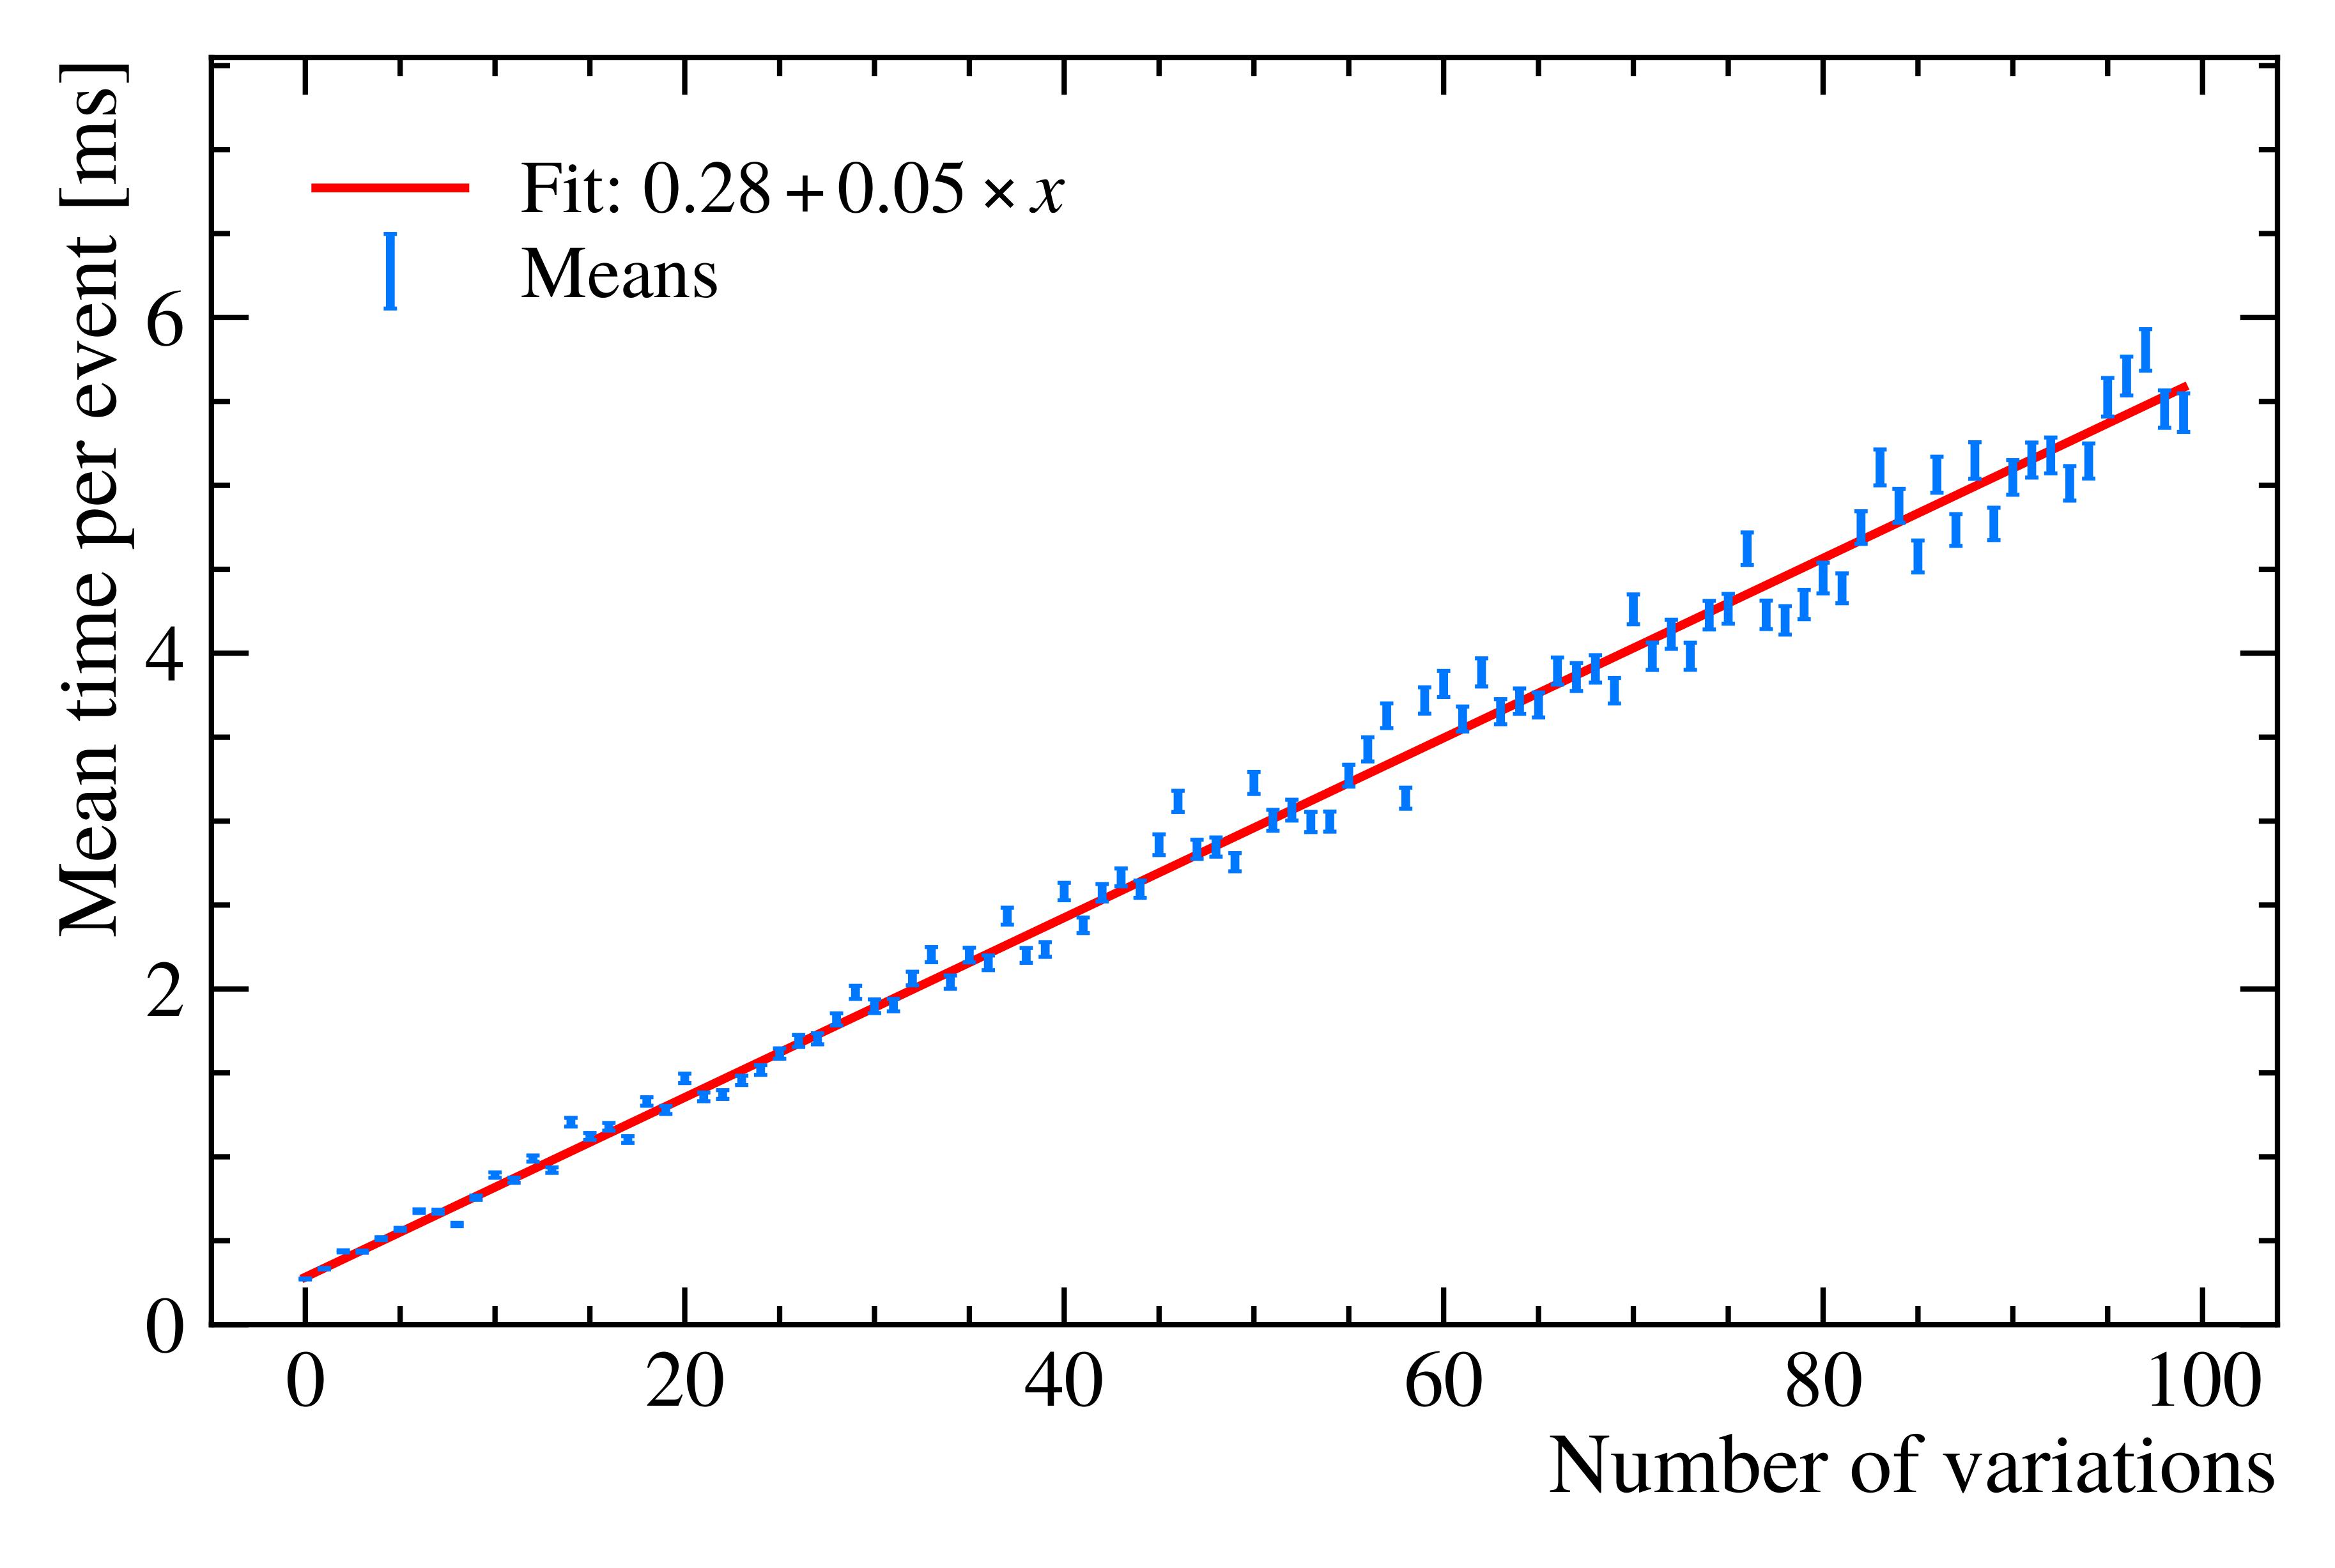 Mean time per event [ms]
Fit: 0.28 + 0.05 × x
Means
6
4
2
0
0 20 40 60 80 100
Number of variations